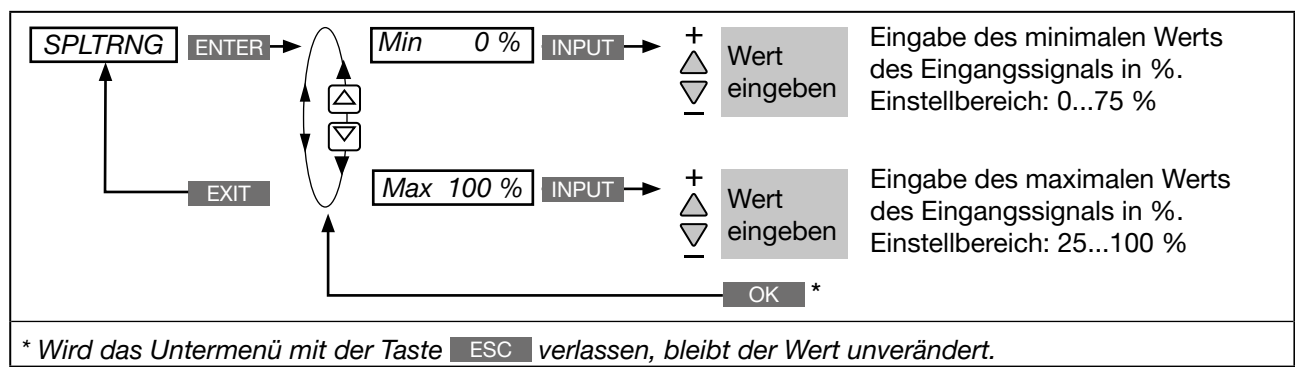 SPLTRNG ENTER Min 0 % INPUT + Wert eingeben – Eingabe des minimalen Werts
des Eingangssignals in %.
Einstellbereich: 0...75 %
EXIT Max 100 % INPUT + Wert eingeben – Eingabe des maximalen Werts
des Eingangssignals in %.
Einstellbereich: 25...100 %
OK *
* Wird das Untermenü mit der Taste ESC verlassen, bleibt der Wert unverändert.